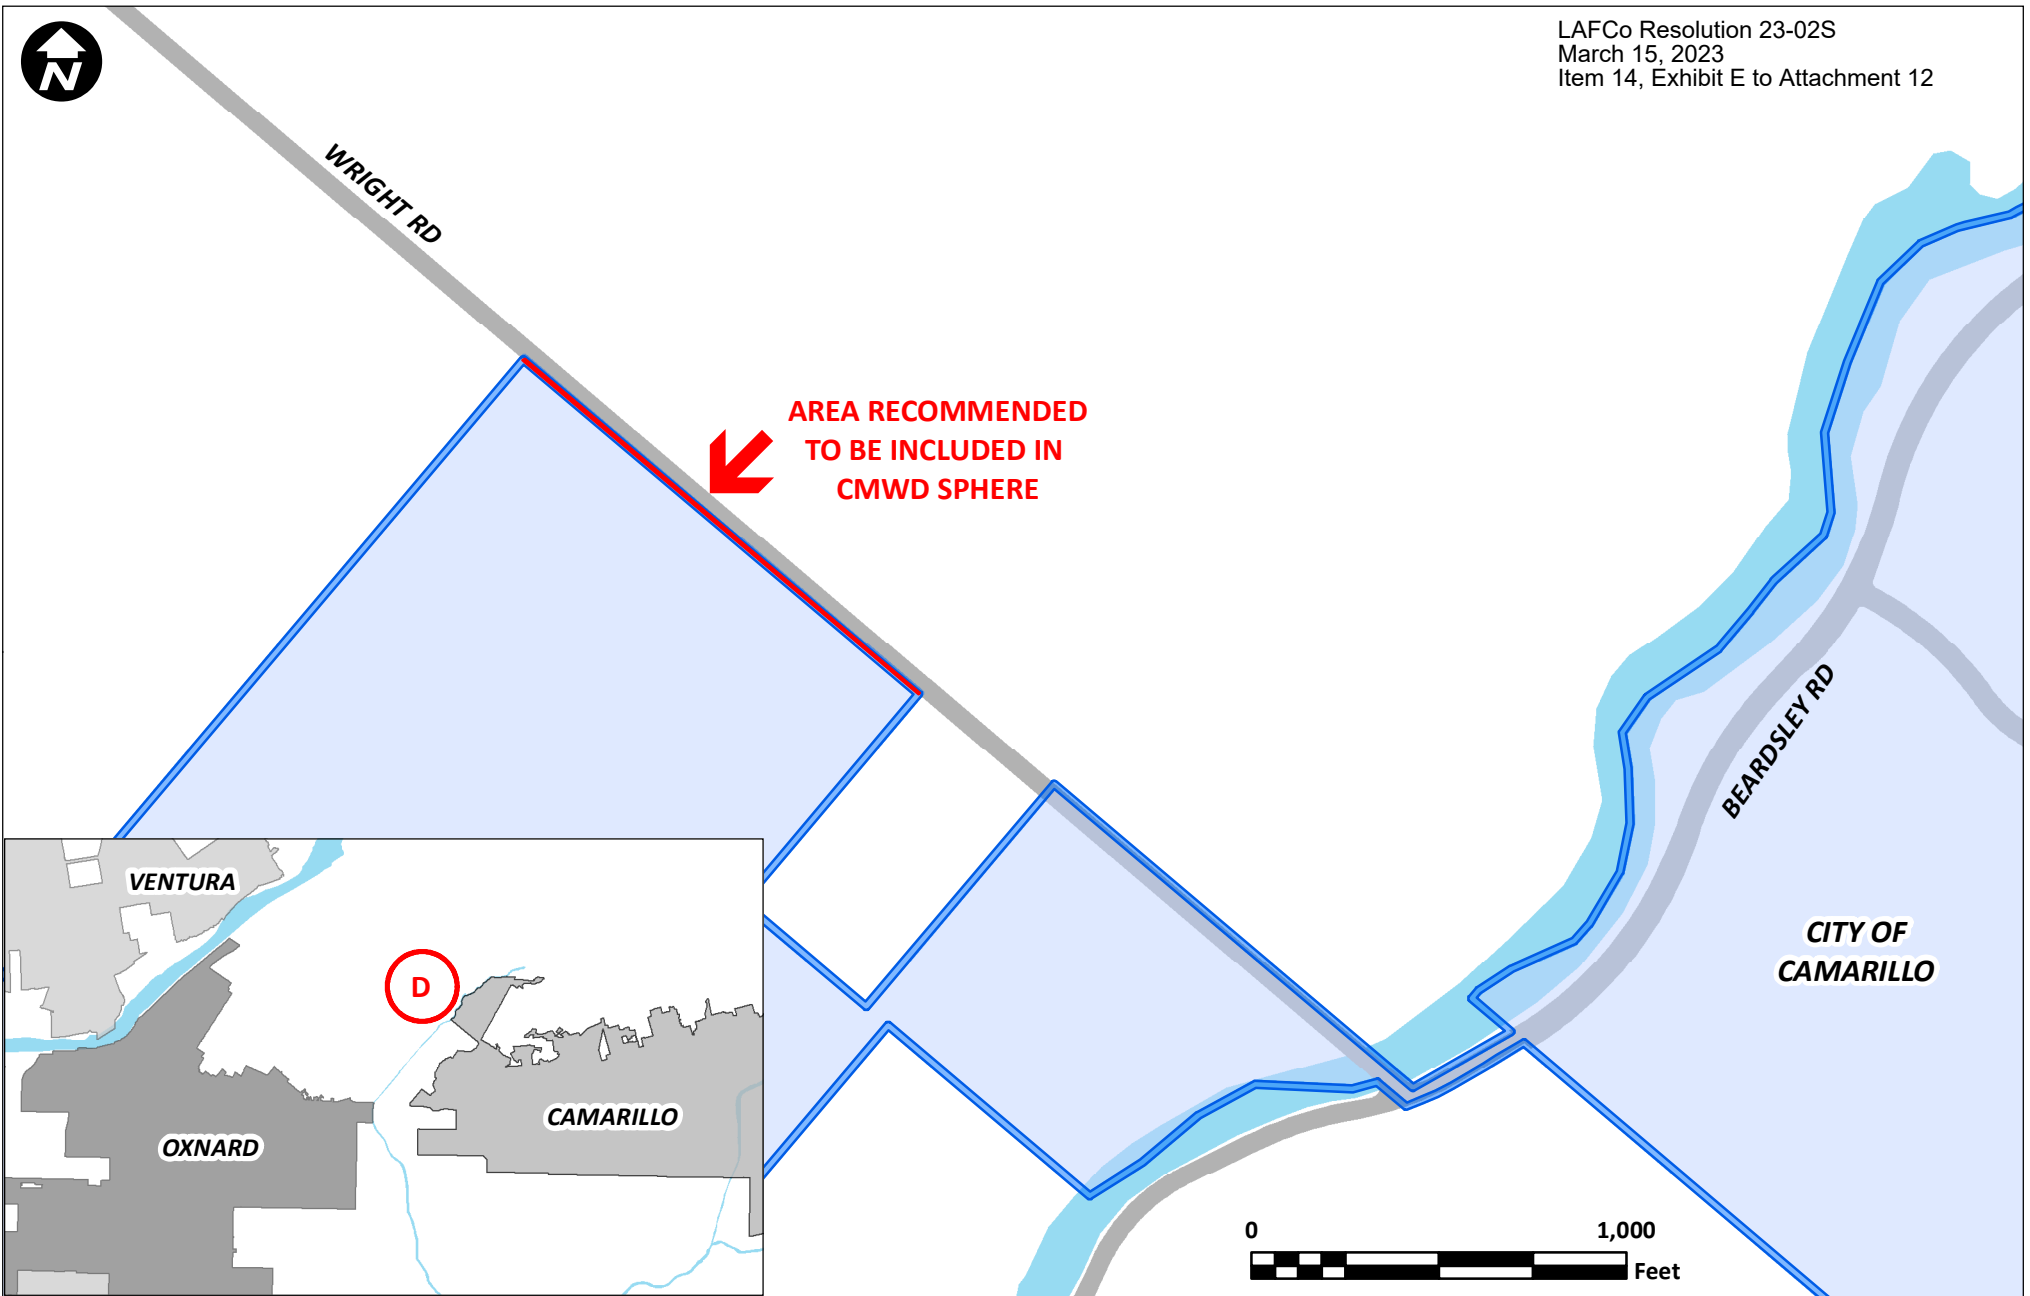 LAFCo Resolution 23-02S
March 15, 2023
Item 14, Exhibit E to Attachment 12
N
WRIGHT RD
AREA RECOMMENDED
TO BE INCLUDED IN
CMWD SPHERE
BEARDSLEY RD
CITY OF
CAMARILLO
VENTURA
D
CAMARILLO
OXNARD
0 1,000
Feet